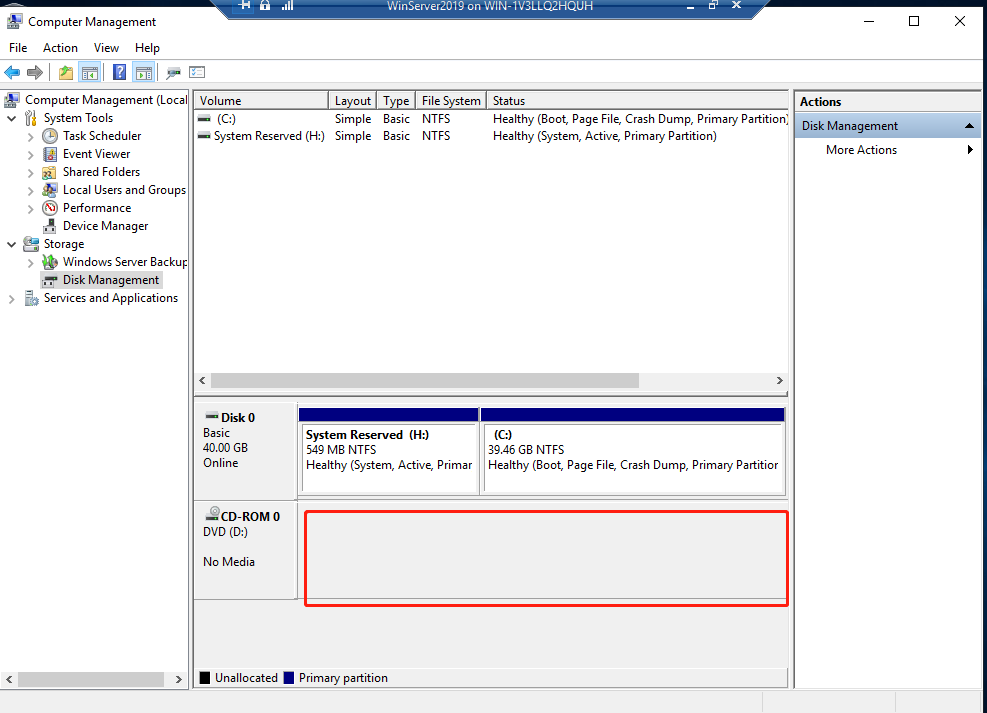 WinServer2019 on WIN-1V3LLQ2HQUH
Computer Management
File Action View Help
Computer Management (Local
System Tools
Task Scheduler
Event Viewer
Shared Folders
Local Users and Groups
Performance
Device Manager
Storage
Windows Server Backup
Disk Management
Services and Applications
Volume Layout Type File System Status
(C:) Simple Basic NTFS Healthy (Boot, Page File, Crash Dump, Primary Partition)
System Reserved (H:) Simple Basic NTFS Healthy (System, Active, Primary Partition)
Disk 0
Basic
40.00 GB
Online
System Reserved (H:)
549 MB NTFS
Healthy (System, Active, Primar
(C:)
39.46 GB NTFS
Healthy (Boot, Page File, Crash Dump, Primary Partitior
CD-ROM 0
DVD (D:)
No Media
Unallocated Primary partition
Actions
Disk Management
More Actions